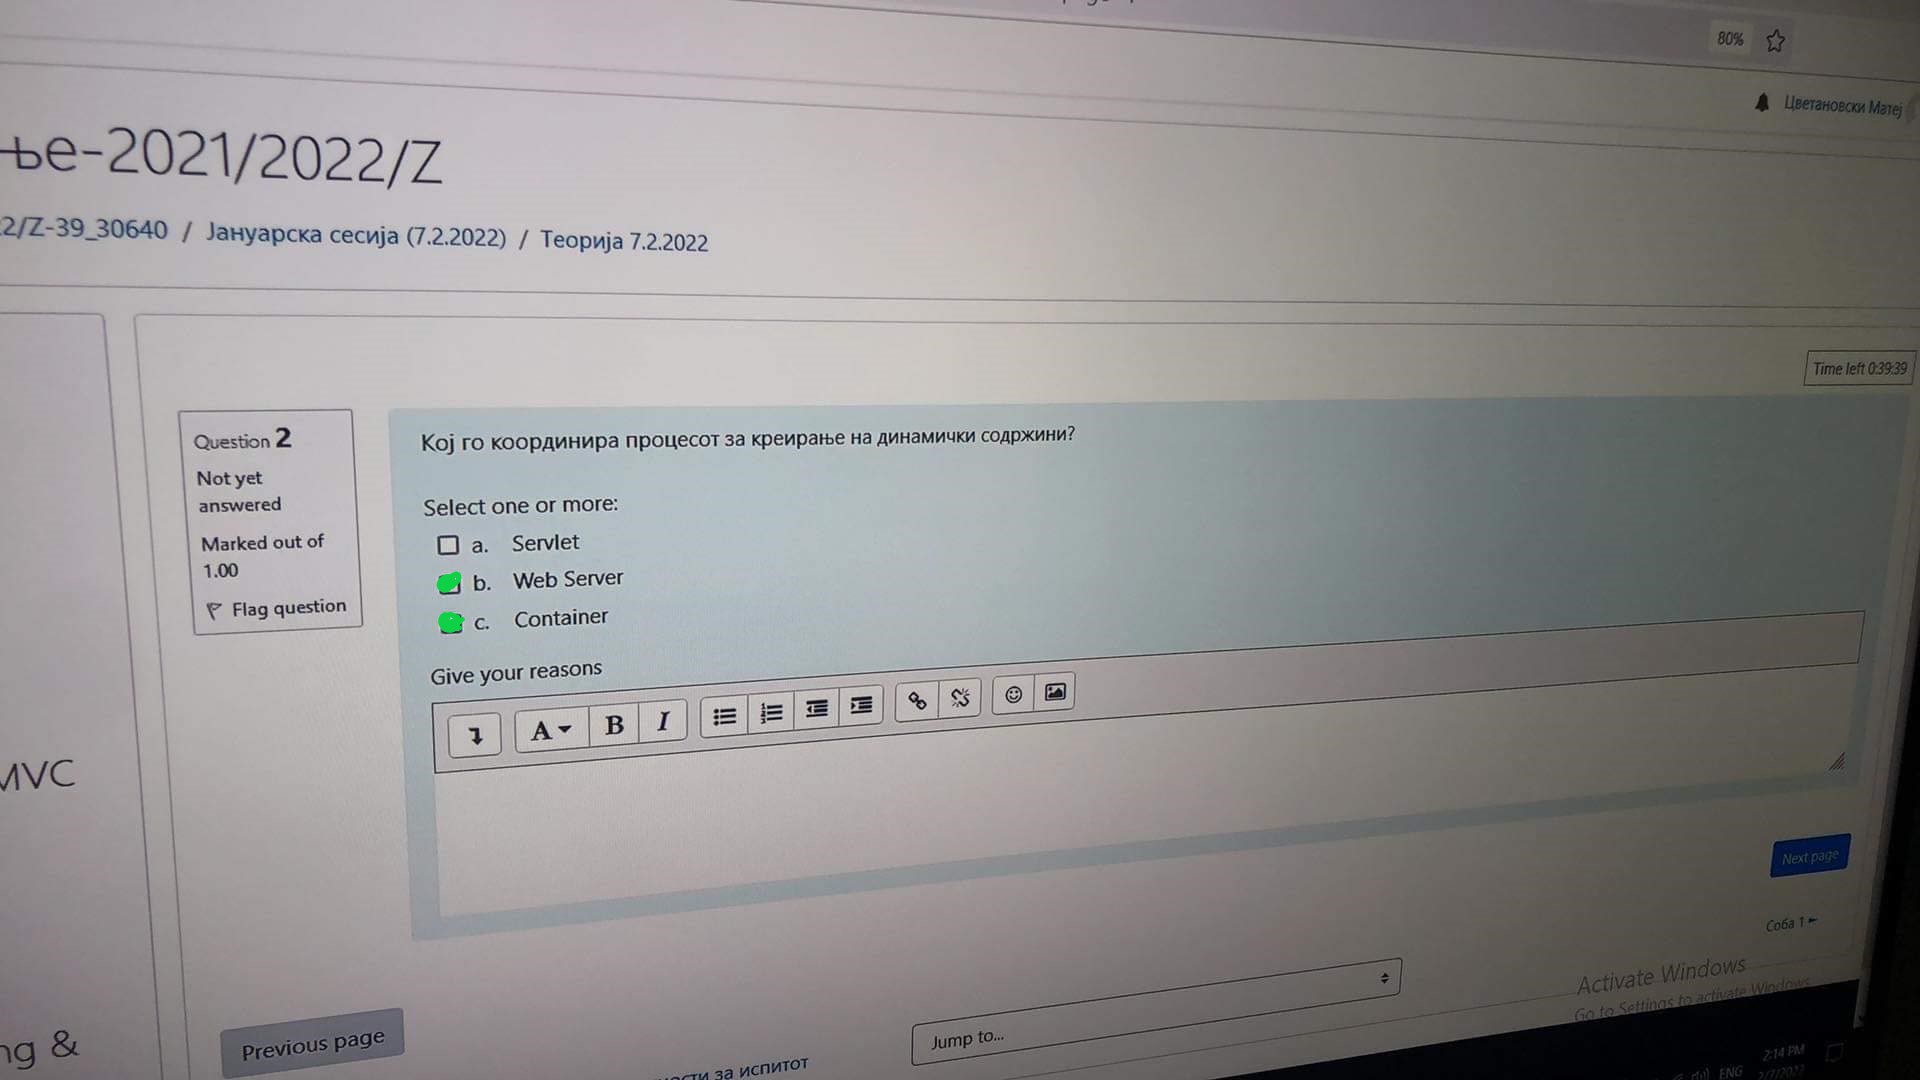 80%
Цветановски Матеј
ње-2021/2022/Z
2/Z-39_30640 / Јануарска сесија (7.2.2022) / Теорија 7.2.2022
Time left 0:39:39
Question 2
Not yet
answered
Marked out of
1.00
Flag question
Кој го координира процесот за креирање на динамички содржини?
Select one or more:
a. Servlet
b. Web Server
c. Container
Give your reasons
A B I
MVC
Next page
Соба 1
Activate Windows
Go to Settings to activate Windows.
ng &
Previous page
Jump to...
ости за испитот
2:14 PM
ENG
2/7/2022